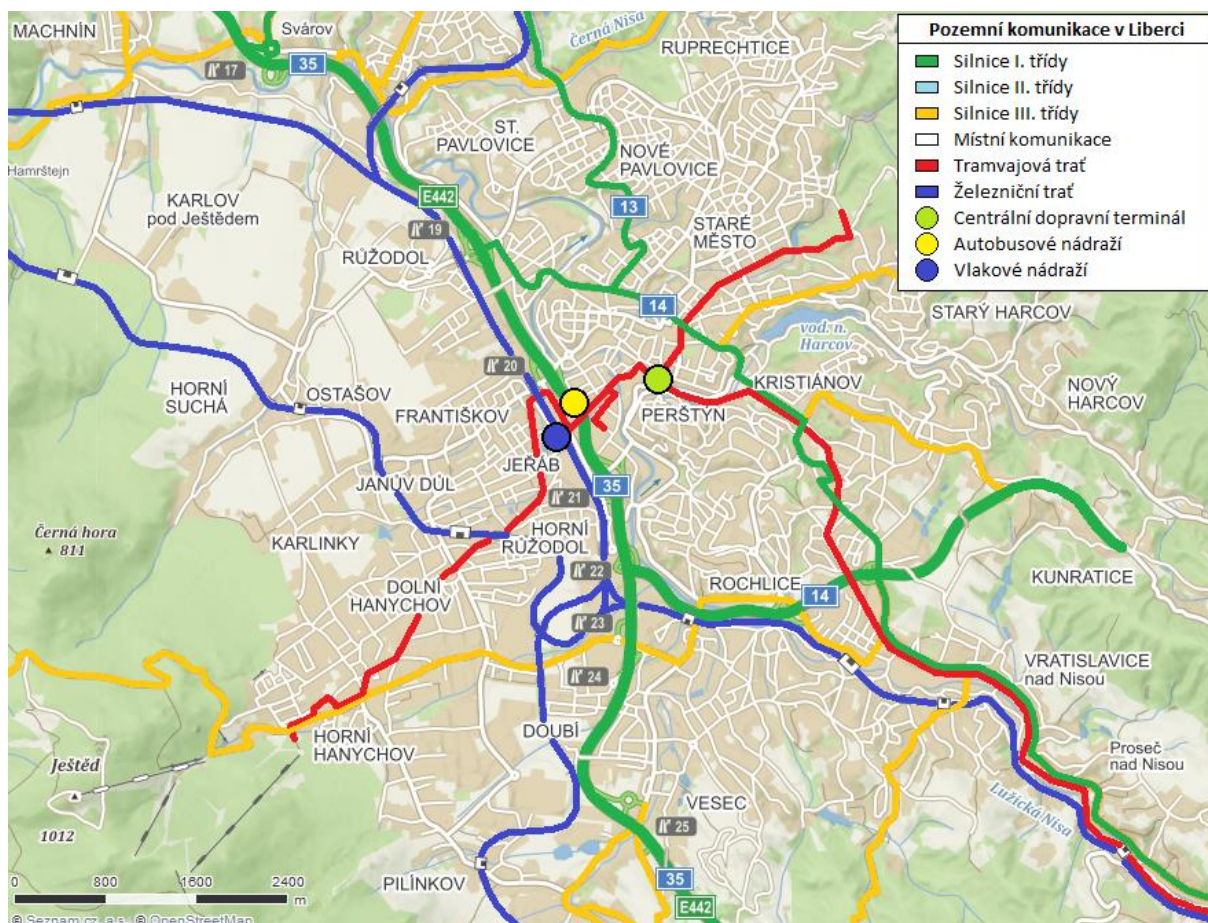 MACHNÍN
Svárov
Černá Nisa
RUPRECHTICE
Pozemní komunikace v Liberci
Silnice I. třídy
Silnice II. třídy
Silnice III. třídy
Místní komunikace
Tramvajová trať
Železniční trať
Centrální dopravní terminál
Autobusové nádraží
Vlakové nádraží
17
35
ST.
PAVLOVICE
NOVÉ
PAVLOVICE
Hamrštejn
KARLOV
pod Ještědem
E442
13
19
STARÉ
MĚSTO
RŮŽODOL
14
STARÝ HARCOV
vod. n.
Harcov
20
HORNÍ
SUCHÁ
OSTAŠOV
FRANTIŠKOV
PERŠTÝN
KRISTIÁNOV
NOVÝ
HARCOV
JEŘÁB
JANŮV DŮL
21
35
Černá hora
811
KARLINKY
HORNÍ
RŮŽODOL
DOLNÍ
HANYCHOV
22
ROCHLICE
14
KUNRATICE
23
24
VRATISLAVICE
nad Nisou
HORNÍ
HANYCHOV
DOUBÍ
Ještěd
1012
Proseč
nad Nisou
Lužická Nisa
VESEC
25
PILÍNKOV
35
E442
0 800 1600 2400
m
© Seznam.cz, a.s., © OpenStreetMap